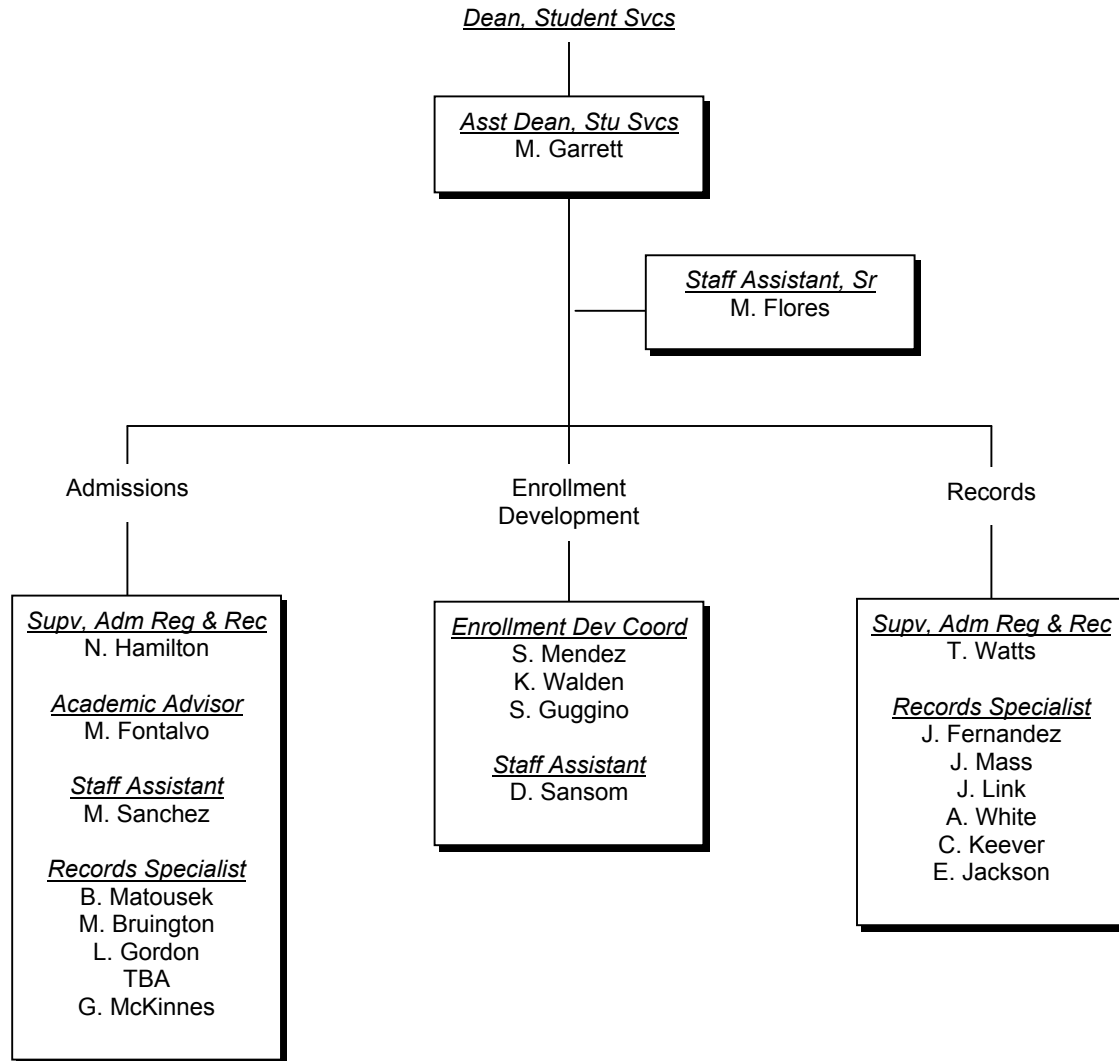 Dean, Student Svcs
Asst Dean, Stu Svcs
M. Garrett
Staff Assistant, Sr
M. Flores
Admissions
Enrollment
Development
Records
Supv, Adm Reg & Rec
N. Hamilton
Academic Advisor
M. Fontalvo
Staff Assistant
M. Sanchez
Records Specialist
B. Matousek
M. Bruington
L. Gordon
TBA
G. McKinnes
Enrollment Dev Coord
S. Mendez
K. Walden
S. Guggino
Staff Assistant
D. Sansom
Supv, Adm Reg & Rec
T. Watts
Records Specialist
J. Fernandez
J. Mass
J. Link
A. White
C. Keever
E. Jackson